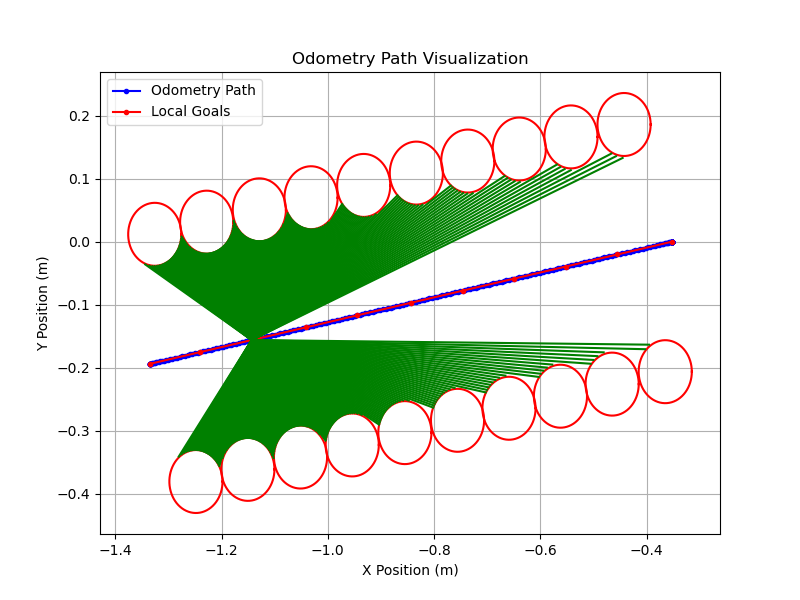 Odometry Path Visualization
Odometry Path
Local Goals
Y Position (m)
0.2
0.1
0.0
−0.1
−0.2
−0.3
−0.4
−1.4 −1.2 −1.0 −0.8 −0.6 −0.4
X Position (m)